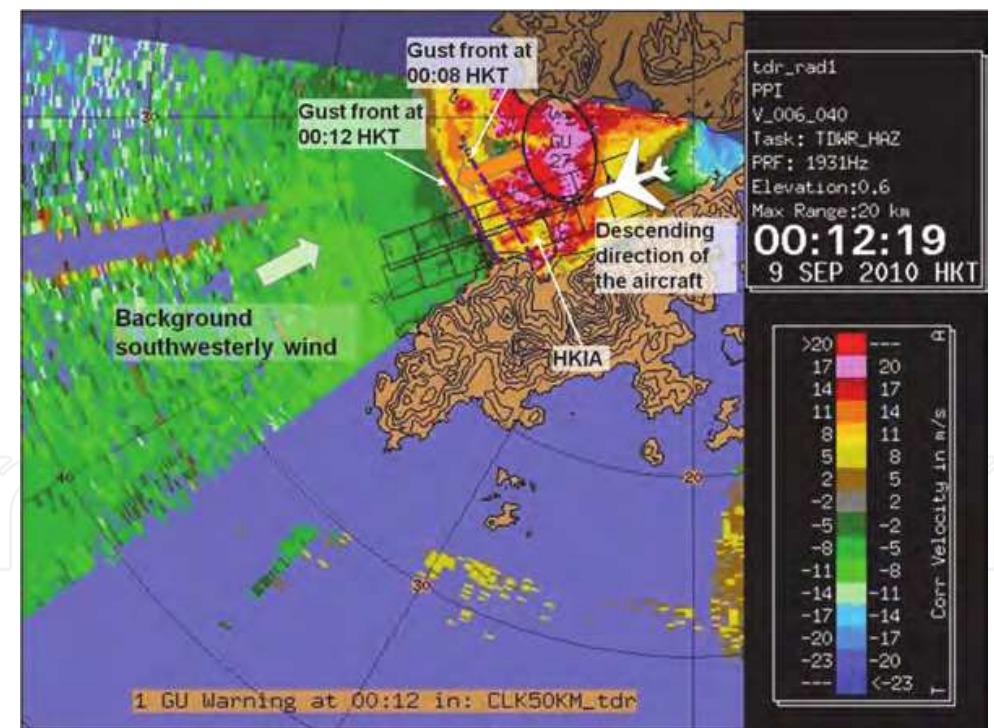 Gust front at
00:08 HKT
Gust front at
00:12 HKT
30
GU
27
Descending
direction of
the aircraft
Background
southwesterly wind
HKIA
40
20
30
1 GU Warning at 00:12 in: CLK50KM_tdr
tdr_rad1
PPI
V_006_040
Task: TDWR_HAZ
PRF: 1931Hz
Elevation:0.6
Max Range:20 km
00:12:19
9 SEP 2010 HKT
>20 ---
17 20
14 17
11 14
8 11
5 8
2 5
-2 2
-5 -2
-8 -5
-11 -8
-14 -11
-17 -14
-20 -17
-23 -20
--- <-23
T Corr Velocity in m/s A